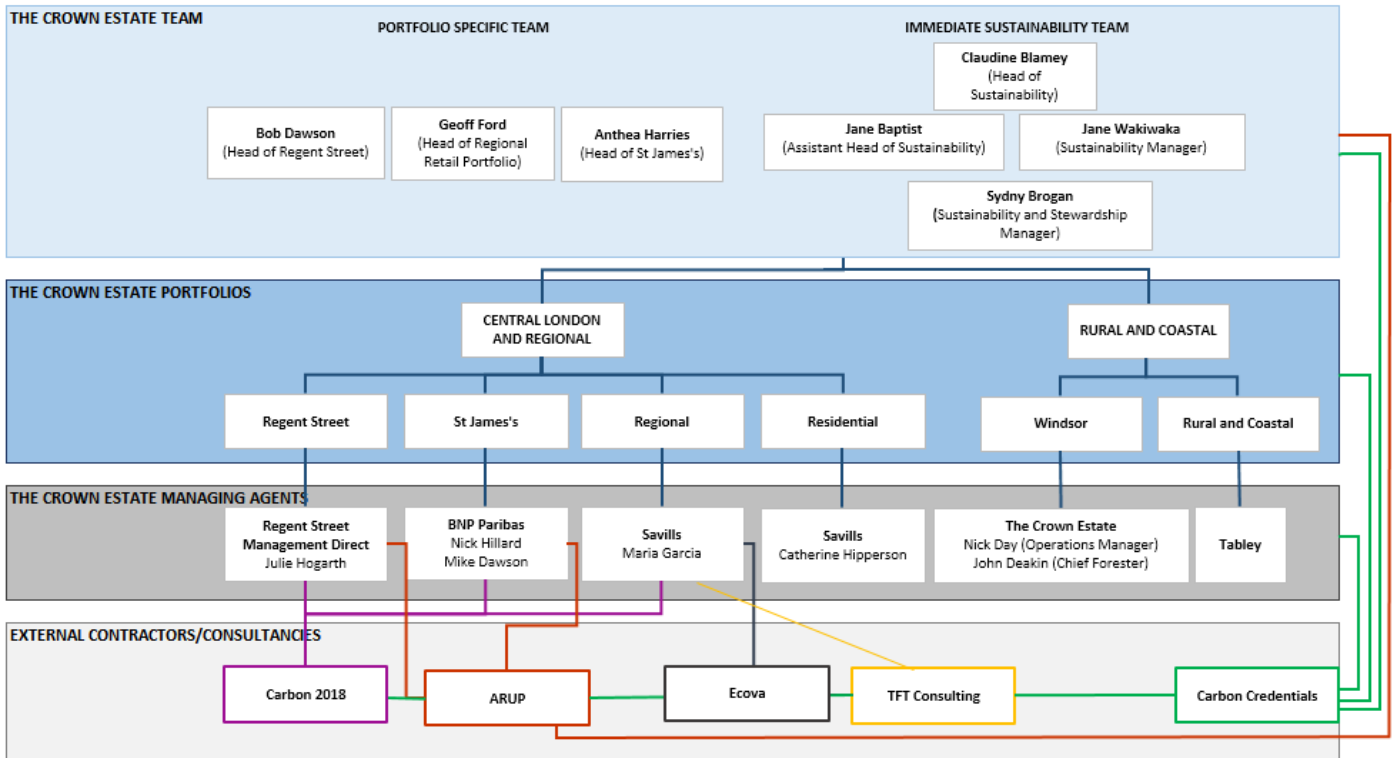 THE CROWN ESTATE TEAM
PORTFOLIO SPECIFIC TEAM
IMMEDIATE SUSTAINABILITY TEAM
Claudine Blamey
(Head of
Sustainability)
Bob Dawson
(Head of Regent Street)
Geoff Ford
(Head of Regional
Retail Portfolio)
Anthea Harries
(Head of St James's)
Jane Baptist
(Assistant Head of Sustainability)
Jane Wakiwaka
(Sustainability Manager)
Sydny Brogan
(Sustainability and Stewardship
Manager)
THE CROWN ESTATE PORTFOLIOS
CENTRAL LONDON
AND REGIONAL
RURAL AND COASTAL
Regent Street
St James's
Regional
Residential
Windsor
Rural and Coastal
THE CROWN ESTATE MANAGING AGENTS
Regent Street
Management Direct
Julie Hogarth
BNP Paribas
Nick Hillard
Mike Dawson
Savills
Maria Garcia
Savills
Catherine Hipperson
The Crown Estate
Nick Day (Operations Manager)
John Deakin (Chief Forester)
Tabley
EXTERNAL CONTRACTORS/CONSULTANCIES
Carbon 2018
ARUP
Ecova
TFT Consulting
Carbon Credentials